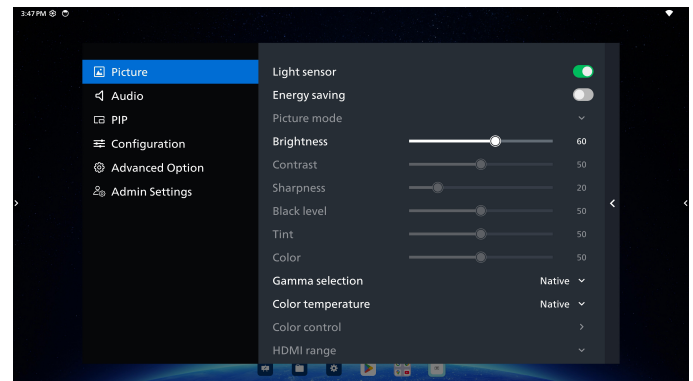 3:47 PM
Picture
Audio
PIP
Configuration
Advanced Option
Admin Settings
Light sensor
Energy saving
Picture mode
Brightness 60
Contrast 50
Sharpness 20
Black level 50
Tint 50
Color 50
Gamma selection Native
Color temperature Native
Color control
HDMI range